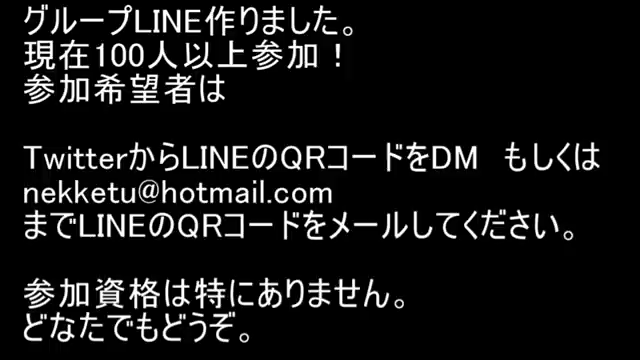 グループLINE作りました。
現在100人以上参加！
参加希望者は
TwitterからLINEのQRコードをDM　もしくは
nekketu@hotmail.com
までLINEのQRコードをメールしてください。
参加資格は特にありません。
どなたでもどうぞ。